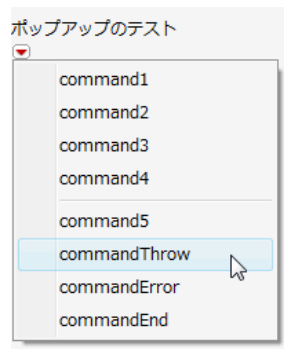 ポップアップのテスト
command1
command2
command3
command4
command5
commandThrow
commandError
commandEnd